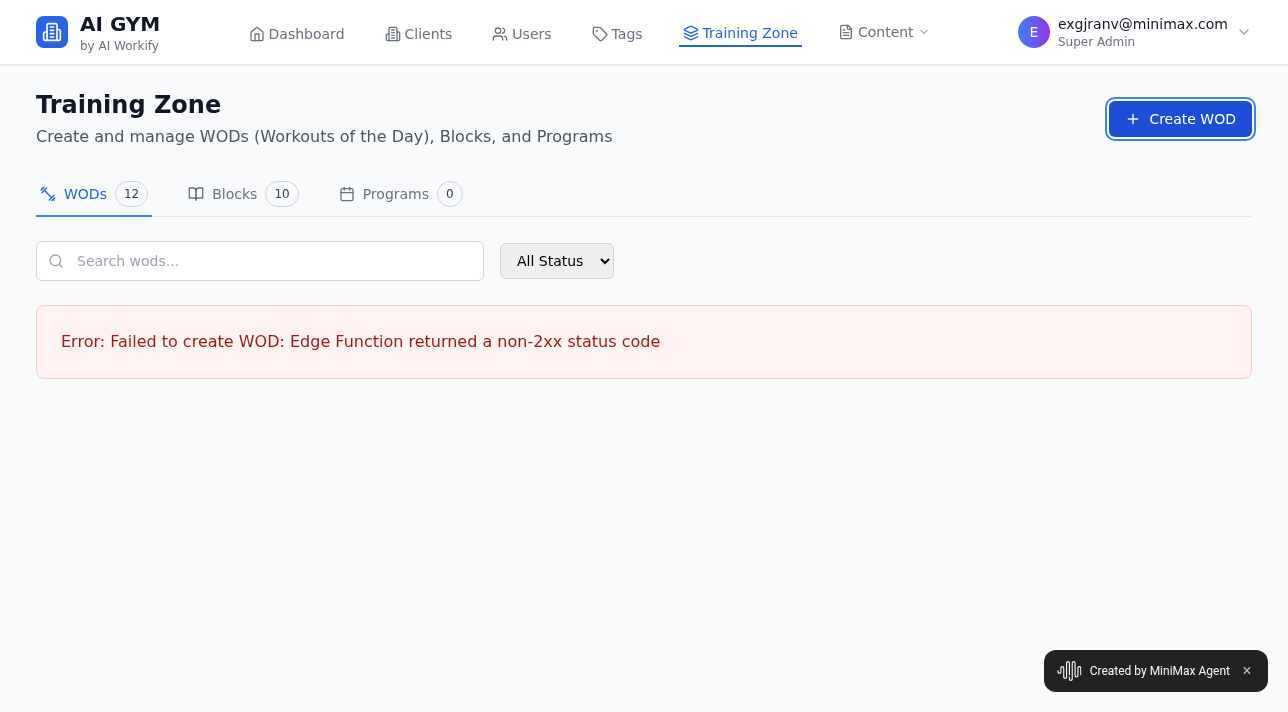 AI GYM
by AI Workify
Dashboard
Clients
Users
Tags
Training Zone
Content
E
exgjranv@minimax.com
Super Admin
Training Zone
Create and manage WODs (Workouts of the Day), Blocks, and Programs
Create WOD
WODs 12
Blocks 10
Programs 0
Search wods...
All Status
Error: Failed to create WOD: Edge Function returned a non-2xx status code
Created by MiniMax Agent